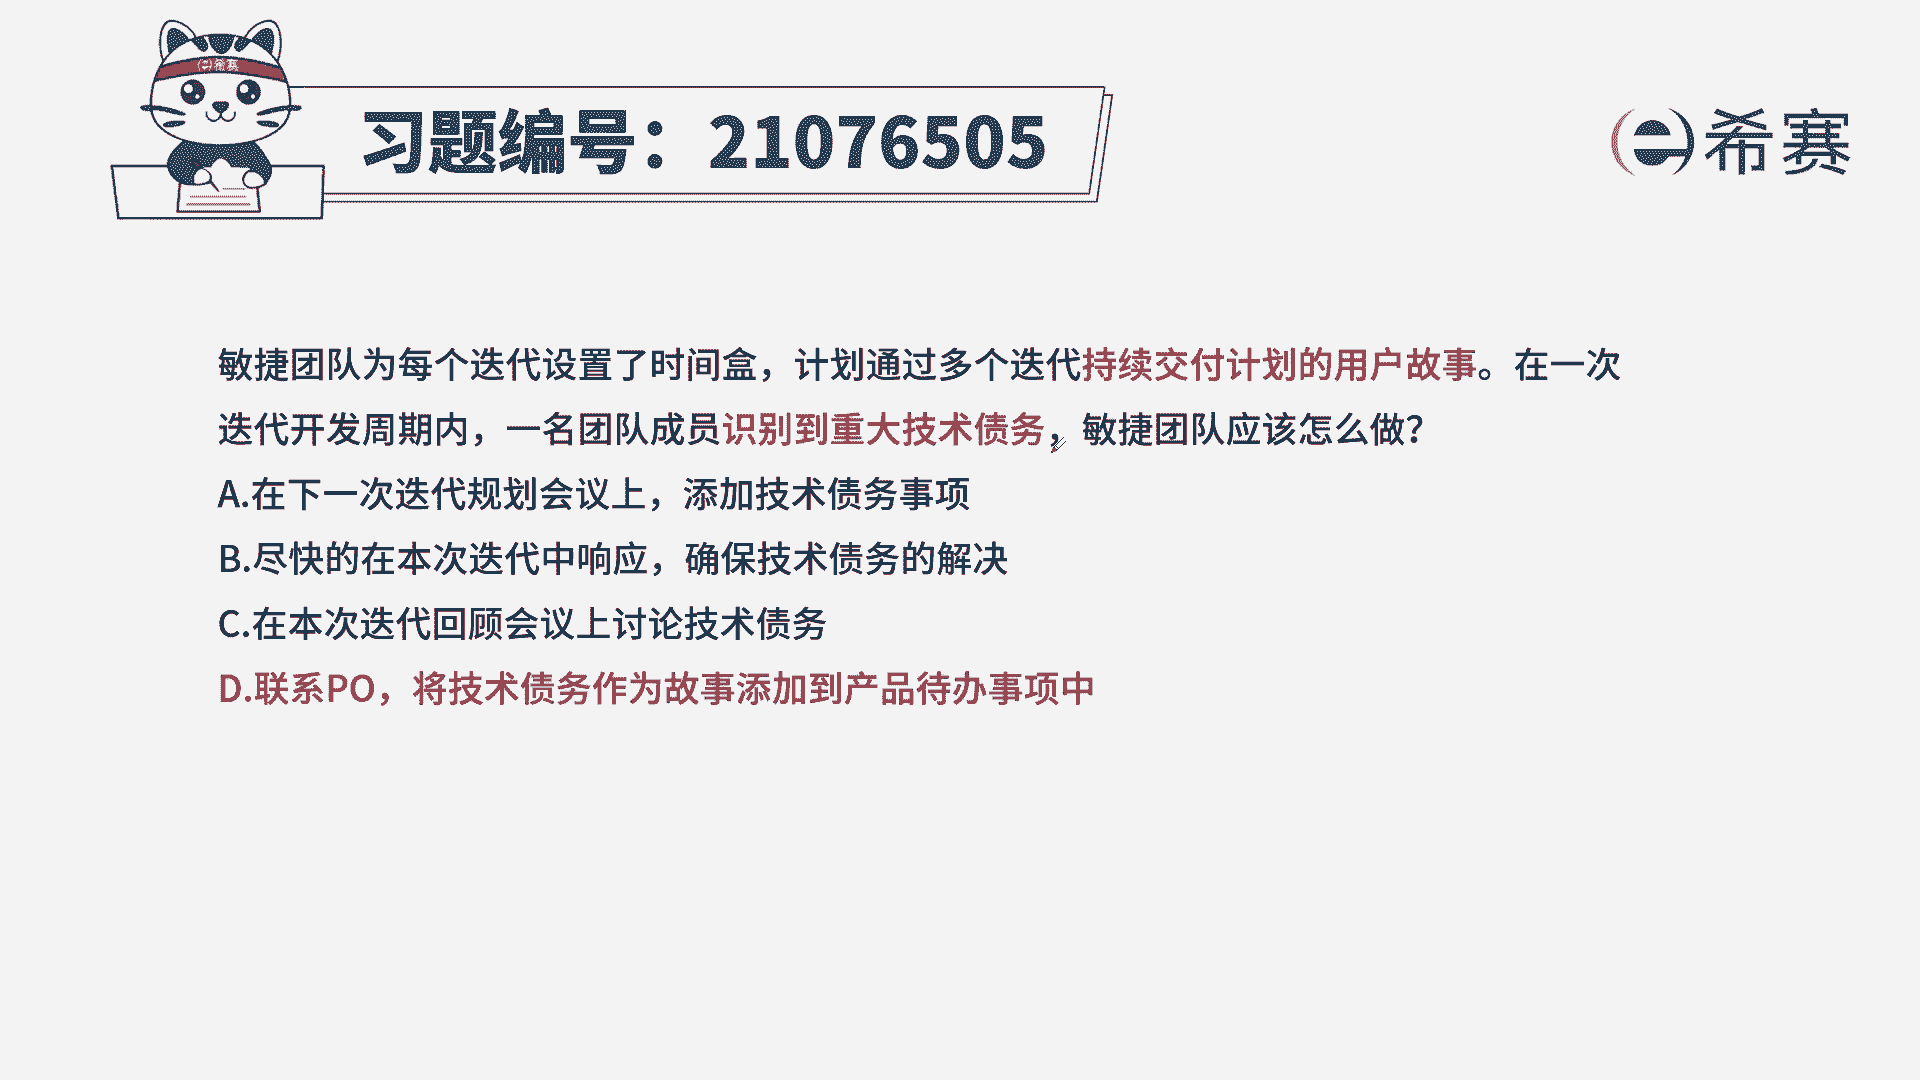 希赛
习题编号：21076505
希赛
敏捷团队为每个迭代设置了时间盒，计划通过多个迭代持续交付计划的用户故事。在一次
迭代开发周期内，一名团队成员识别到重大技术债务，敏捷团队应该怎么做？
A.在下一次迭代规划会议上，添加技术债务事项
B.尽快的在本次迭代中响应，确保技术债务的解决
C.在本次迭代回顾会议上讨论技术债务
D.联系PO，将技术债务作为故事添加到产品待办事项中